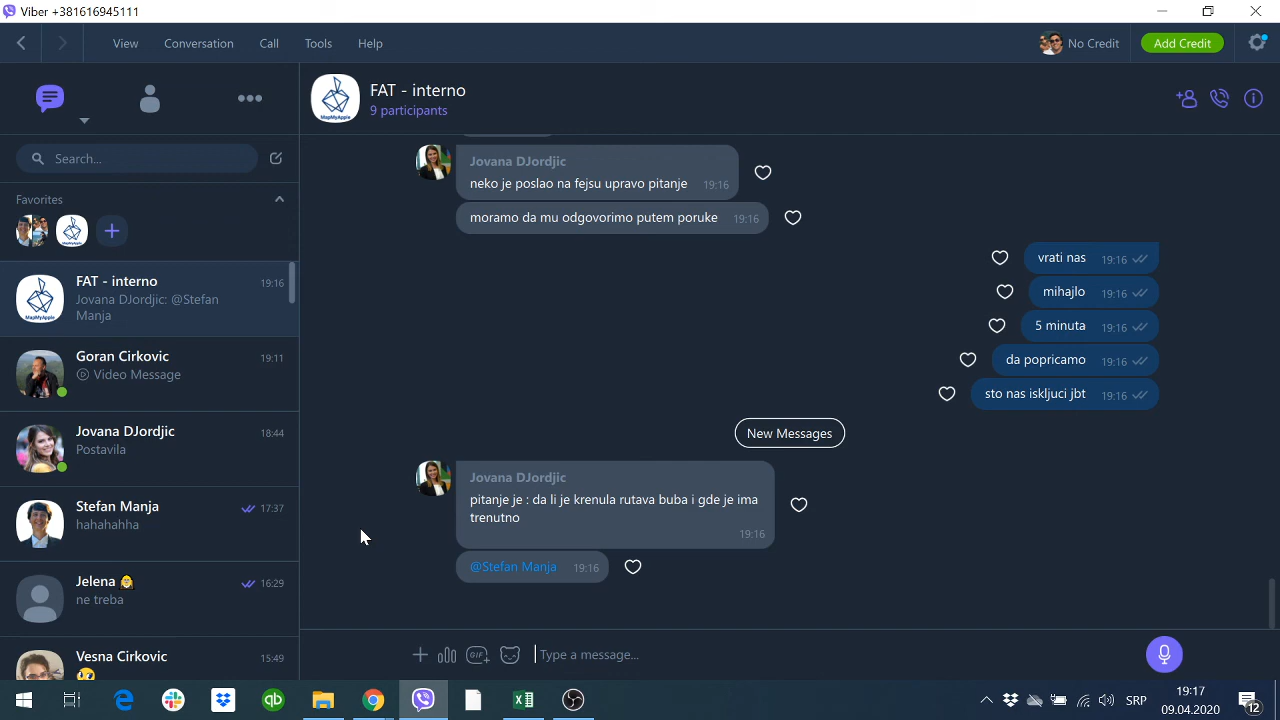 Viber +381616945111
View
Conversation
Call
Tools
Help
No Credit
Add Credit
Search...
Favorites
FAT - interno
19:16
Jovana DJordjic: @Stefan
Manja
Goran Cirkovic
19:11
Video Message
Jovana DJordjic
18:44
Postavila
Stefan Manja
17:37
hahahahha
Jelena
16:29
ne treba
Vesna Cirkovic
15:49
FAT - interno
9 participants
Jovana DJordjic
neko je poslao na fejsu upravo pitanje 19:16
moramo da mu odgovorimo putem poruke 19:16
vrati nas 19:16
mihajlo 19:16
5 minuta 19:16
da popricamo 19:16
sto nas iskljuci jbt 19:16
New Messages
Jovana DJordjic
pitanje je : da li je krenula rutava buba i gde je ima
trenutno
19:16
@Stefan Manja 19:16
GIF
Type a message...
MapMyApple
MapMyApple
SRP
19:17
09.04.2020
12